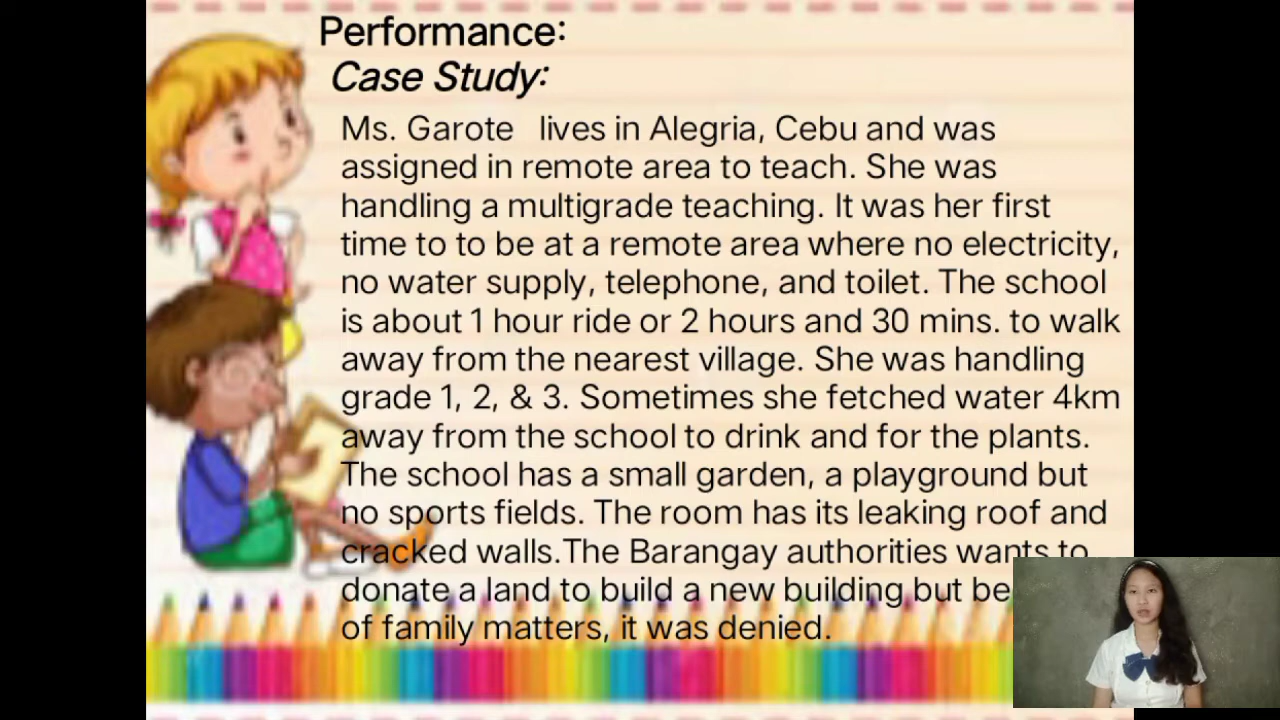 Performance:
Case Study:
Ms. Garote lives in Alegria, Cebu and was
assigned in remote area to teach. She was
handling a multigrade teaching. It was her first
time to to be at a remote area where no electricity,
no water supply, telephone, and toilet. The school
is about 1 hour ride or 2 hours and 30 mins. to walk
away from the nearest village. She was handling
grade 1, 2, & 3. Sometimes she fetched water 4km
away from the school to drink and for the plants.
The school has a small garden, a playground but
no sports fields. The room has its leaking roof and
cracked walls.The Barangay authorities wants to
donate a land to build a new building but
of family matters, it was denied.